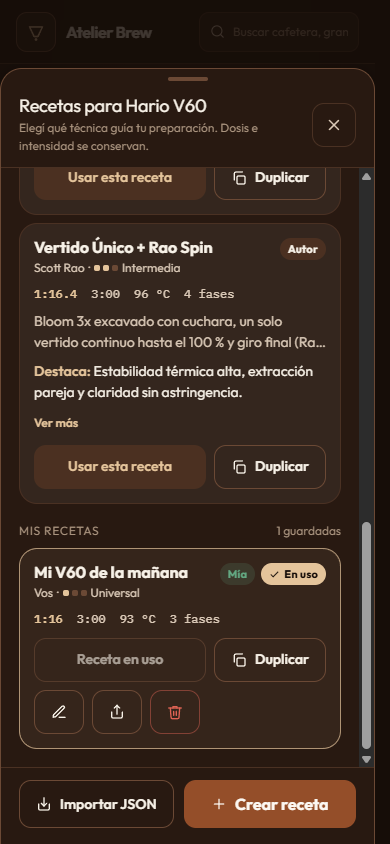 Atelier Brew
Buscar cafetera, gran
Recetas para Hario V60
Elegí qué técnica guía tu preparación. Dosis e
intensidad se conservan.
Usar esta receta
Duplicar
Vertido Único + Rao Spin
Autor
Scott Rao · Intermedia
1:16.4 3:00 96 °C 4 fases
Bloom 3x excavado con cuchara, un solo
vertido continuo hasta el 100 % y giro final (Ra...
Destaca: Estabilidad térmica alta, extracción
pareja y claridad sin astringencia.
Ver más
Usar esta receta
Duplicar
MIS RECETAS
1 guardadas
Mi V60 de la mañana
Mía
En uso
Vos · Universal
1:16 3:00 93 °C 3 fases
Receta en uso
Duplicar
Importar JSON
Crear receta